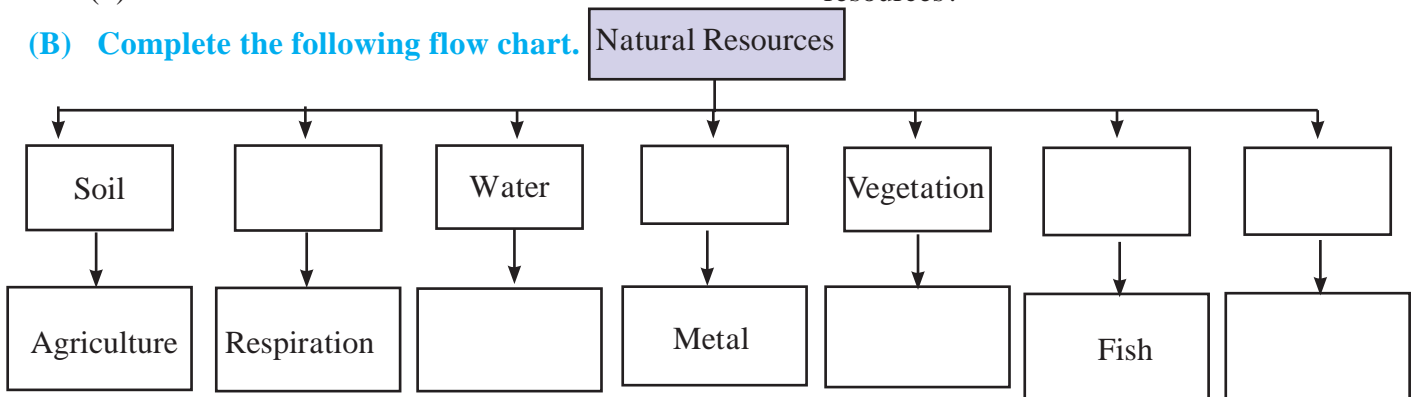 (B) Complete the following flow chart.
Natural Resources
Soil
Water
Vegetation
Agriculture
Respiration
Metal
Fish